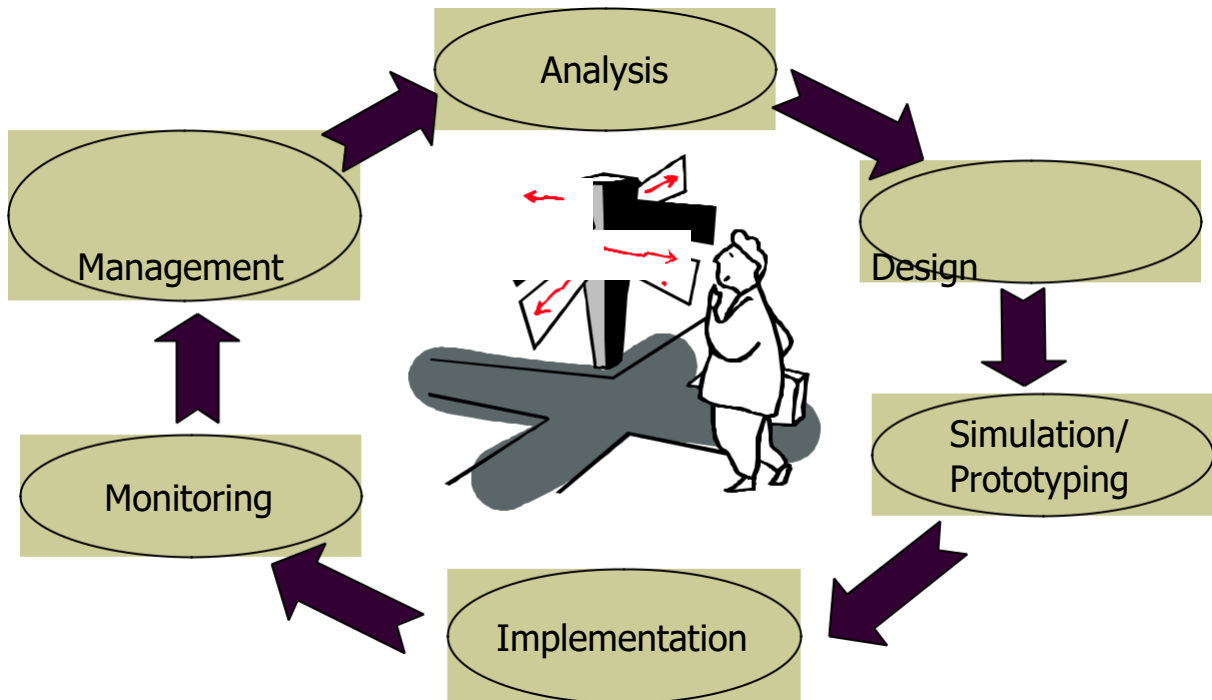 Analysis
Management
Design
Simulation/
Prototyping
Monitoring
Implementation